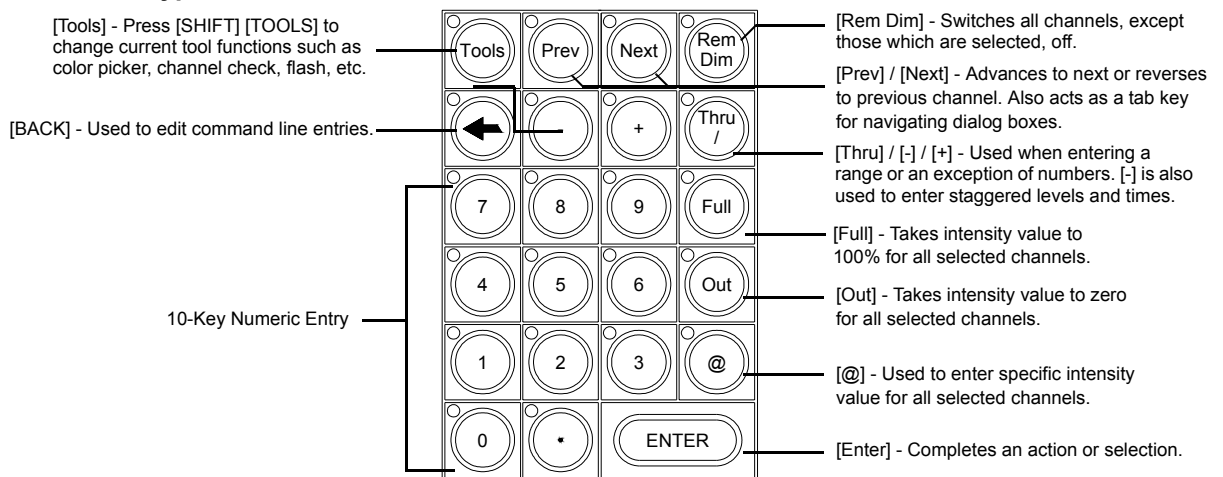 [Tools] - Press [SHIFT] [TOOLS] to
change current tool functions such as
color picker, channel check, flash, etc.
[BACK] - Used to edit command line entries.
10-Key Numeric Entry
Tools
Prev
Next
Rem
Dim
-
+
Thru
/
7
8
9
Full
4
5
6
Out
1
2
3
@
0
ENTER
[Rem Dim] - Switches all channels, except
those which are selected, off.
[Prev] / [Next] - Advances to next or reverses
to previous channel. Also acts as a tab key
for navigating dialog boxes.
[Thru] / [-] / [+] - Used when entering a
range or an exception of numbers. [-] is also
used to enter staggered levels and times.
[Full] - Takes intensity value to
100% for all selected channels.
[Out] - Takes intensity value to zero
for all selected channels.
[@] - Used to enter specific intensity
value for all selected channels.
[Enter] - Completes an action or selection.